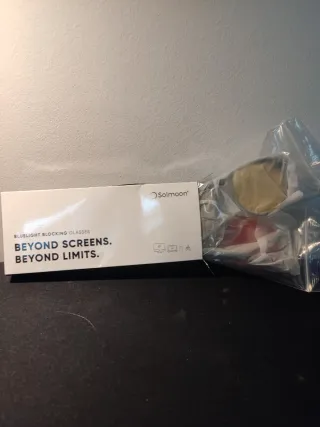 Solmoon
BLUELIGHT BLOCKING GLASSES
BEYOND SCREENS.
BEYOND LIMITS.